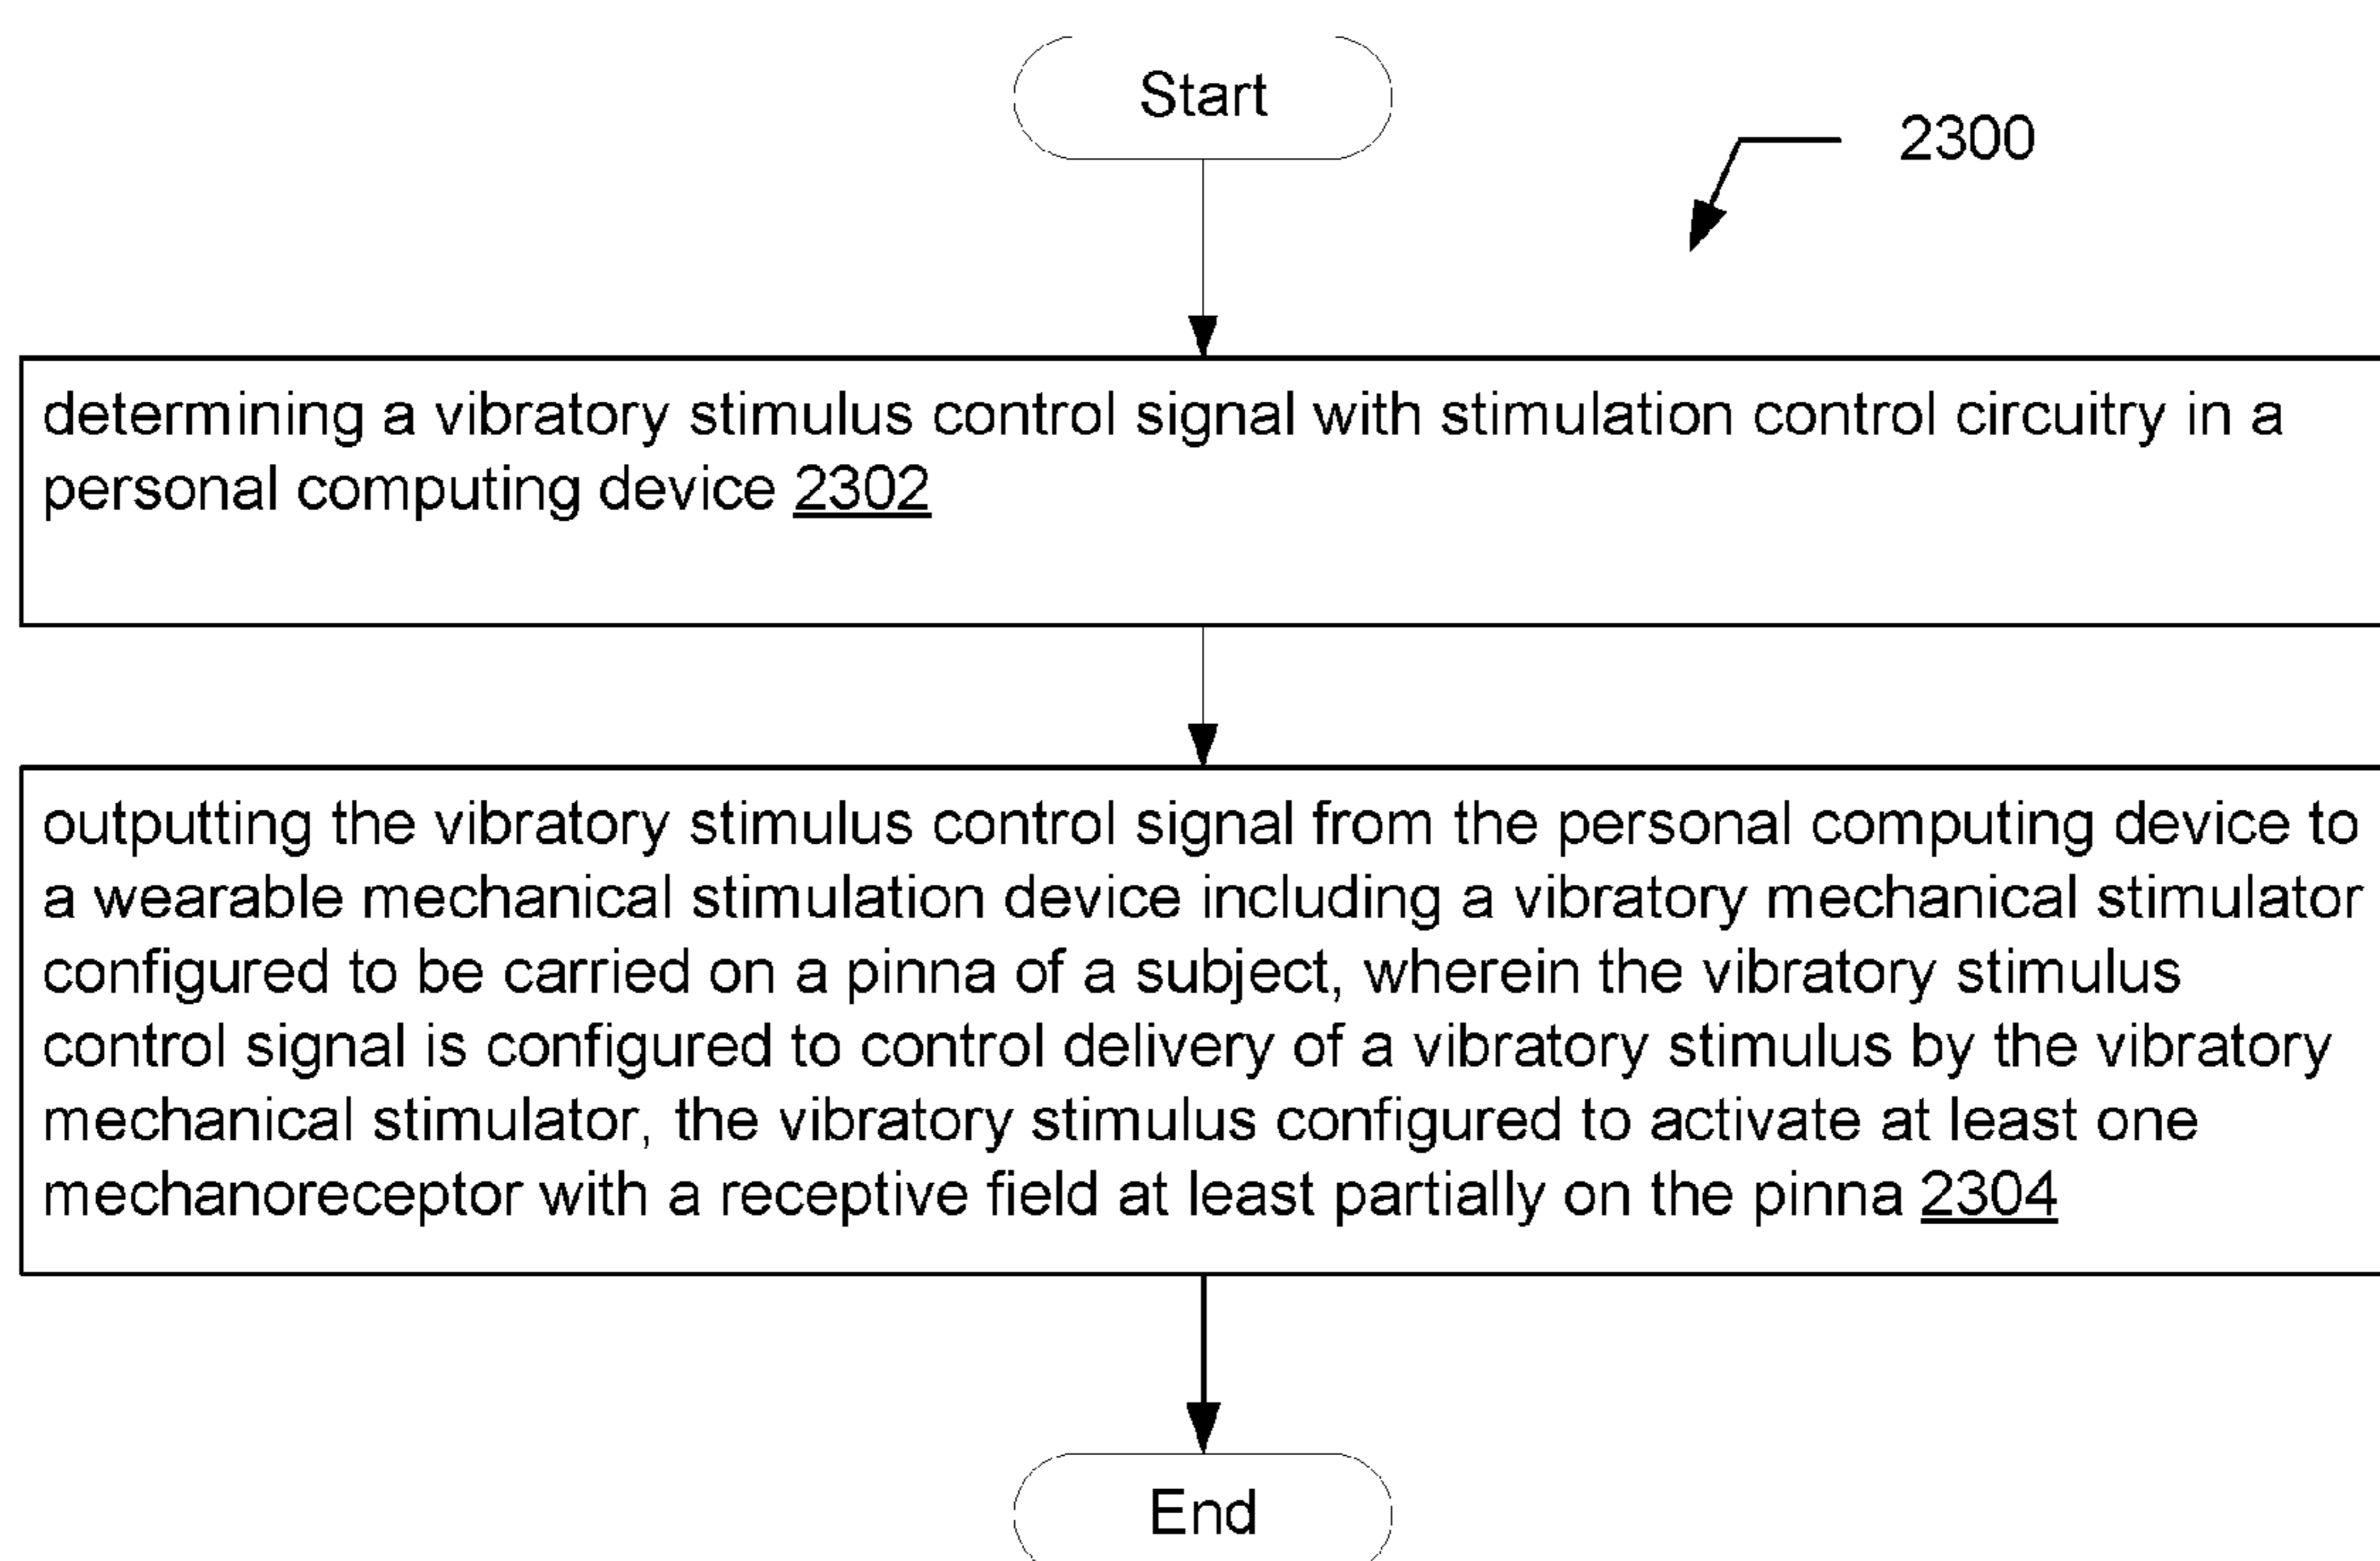 Start
2300
determining a vibratory stimulus control signal with stimulation control circuitry in a
personal computing device 2302
outputting the vibratory stimulus control signal from the personal computing device to
a wearable mechanical stimulation device including a vibratory mechanical stimulator
configured to be carried on a pinna of a subject, wherein the vibratory stimulus
control signal is configured to control delivery of a vibratory stimulus by the vibratory
mechanical stimulator, the vibratory stimulus configured to activate at least one
mechanoreceptor with a receptive field at least partially on the pinna 2304
End